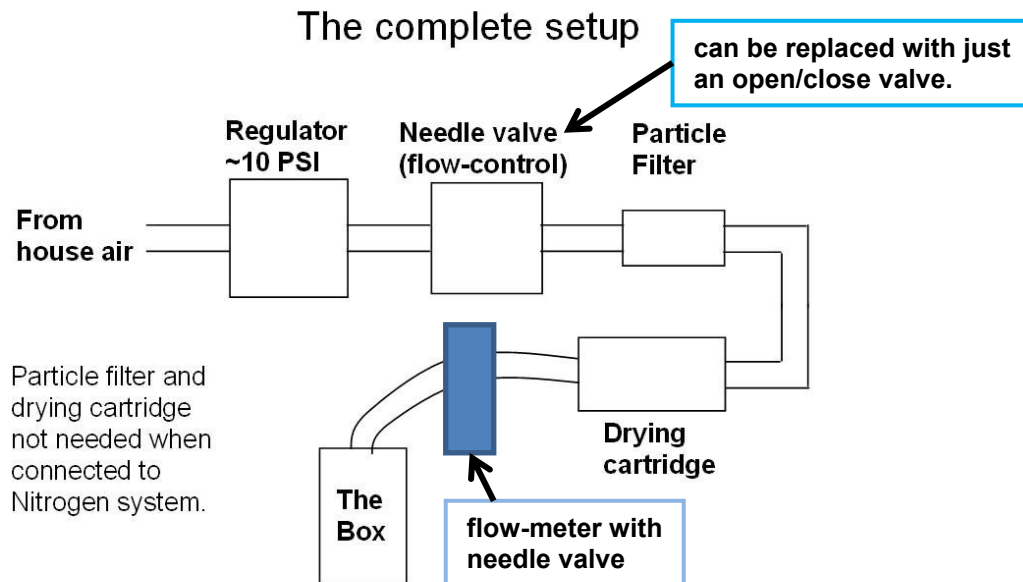 The complete setup
can be replaced with just
an open/close valve.
Regulator
~10 PSI
Needle valve
(flow-control)
Particle
Filter
From
house air
Particle filter and
drying cartridge
not needed when
connected to
Nitrogen system.
Drying
cartridge
The
Box
flow-meter with
needle valve